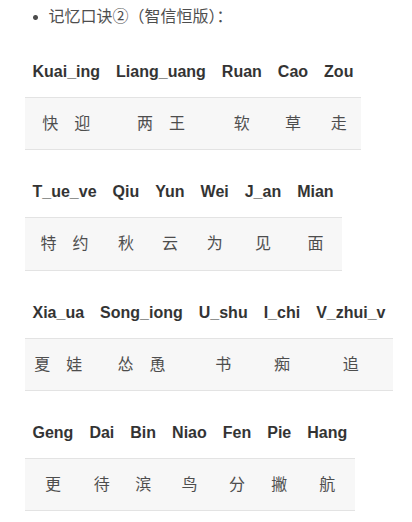 记忆口诀②（智信恒版）：
Kuai_ing Liang_uang Ruan Cao Zou
快 迎 两 王 软 草 走
T_ue_ve Qiu Yun Wei J_an Mian
特 约 秋 云 为 见 面
Xia_ua Song_iong U_shu I_chi V_zhui_v
夏 娃 怂 恿 书 痴 追
Geng Dai Bin Niao Fen Pie Hang
更 待 滨 鸟 分 撇 航